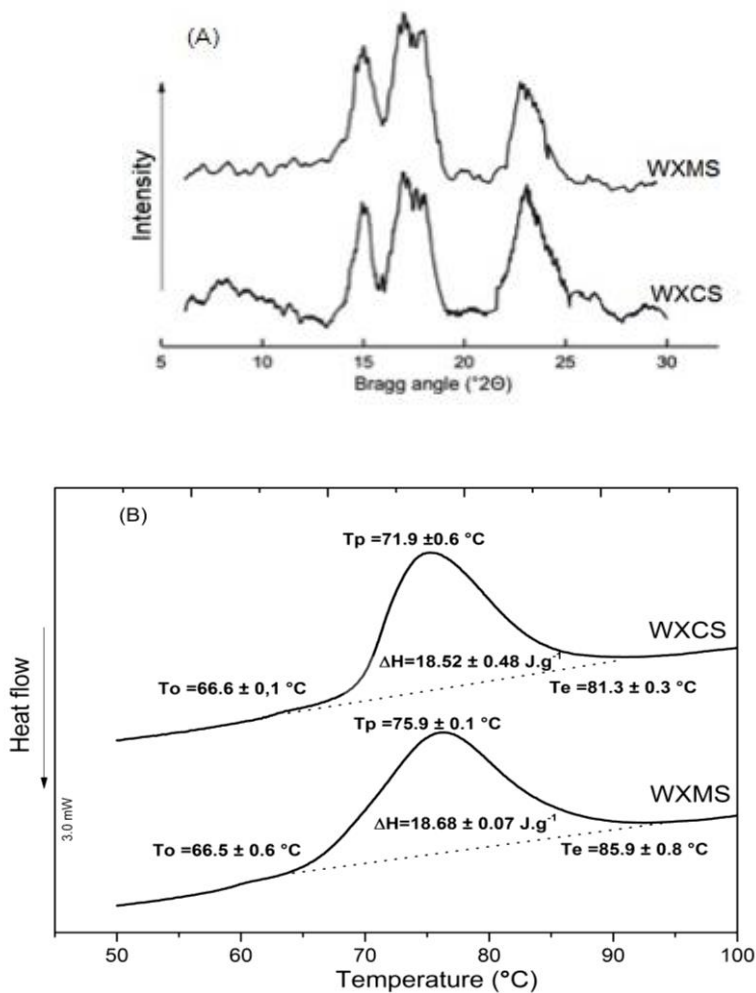 (A)
Intensity
WXMS
WXCS
5 10 15 20 25 30
Bragg angle (°2Θ)
(B)
Tp =71.9 ±0.6 °C
WXCS
ΔH=18.52 ± 0.48 J.g-1
To =66.6 ± 0,1 °C
Te =81.3 ± 0.3 °C
Tp =75.9 ± 0.1 °C
WXMS
ΔH=18.68 ± 0.07 J.g-1
To =66.5 ± 0.6 °C
Te =85.9 ± 0.8 °C
Heat flow
3.0 mW
50 60 70 80 90 100
Temperature (°C)